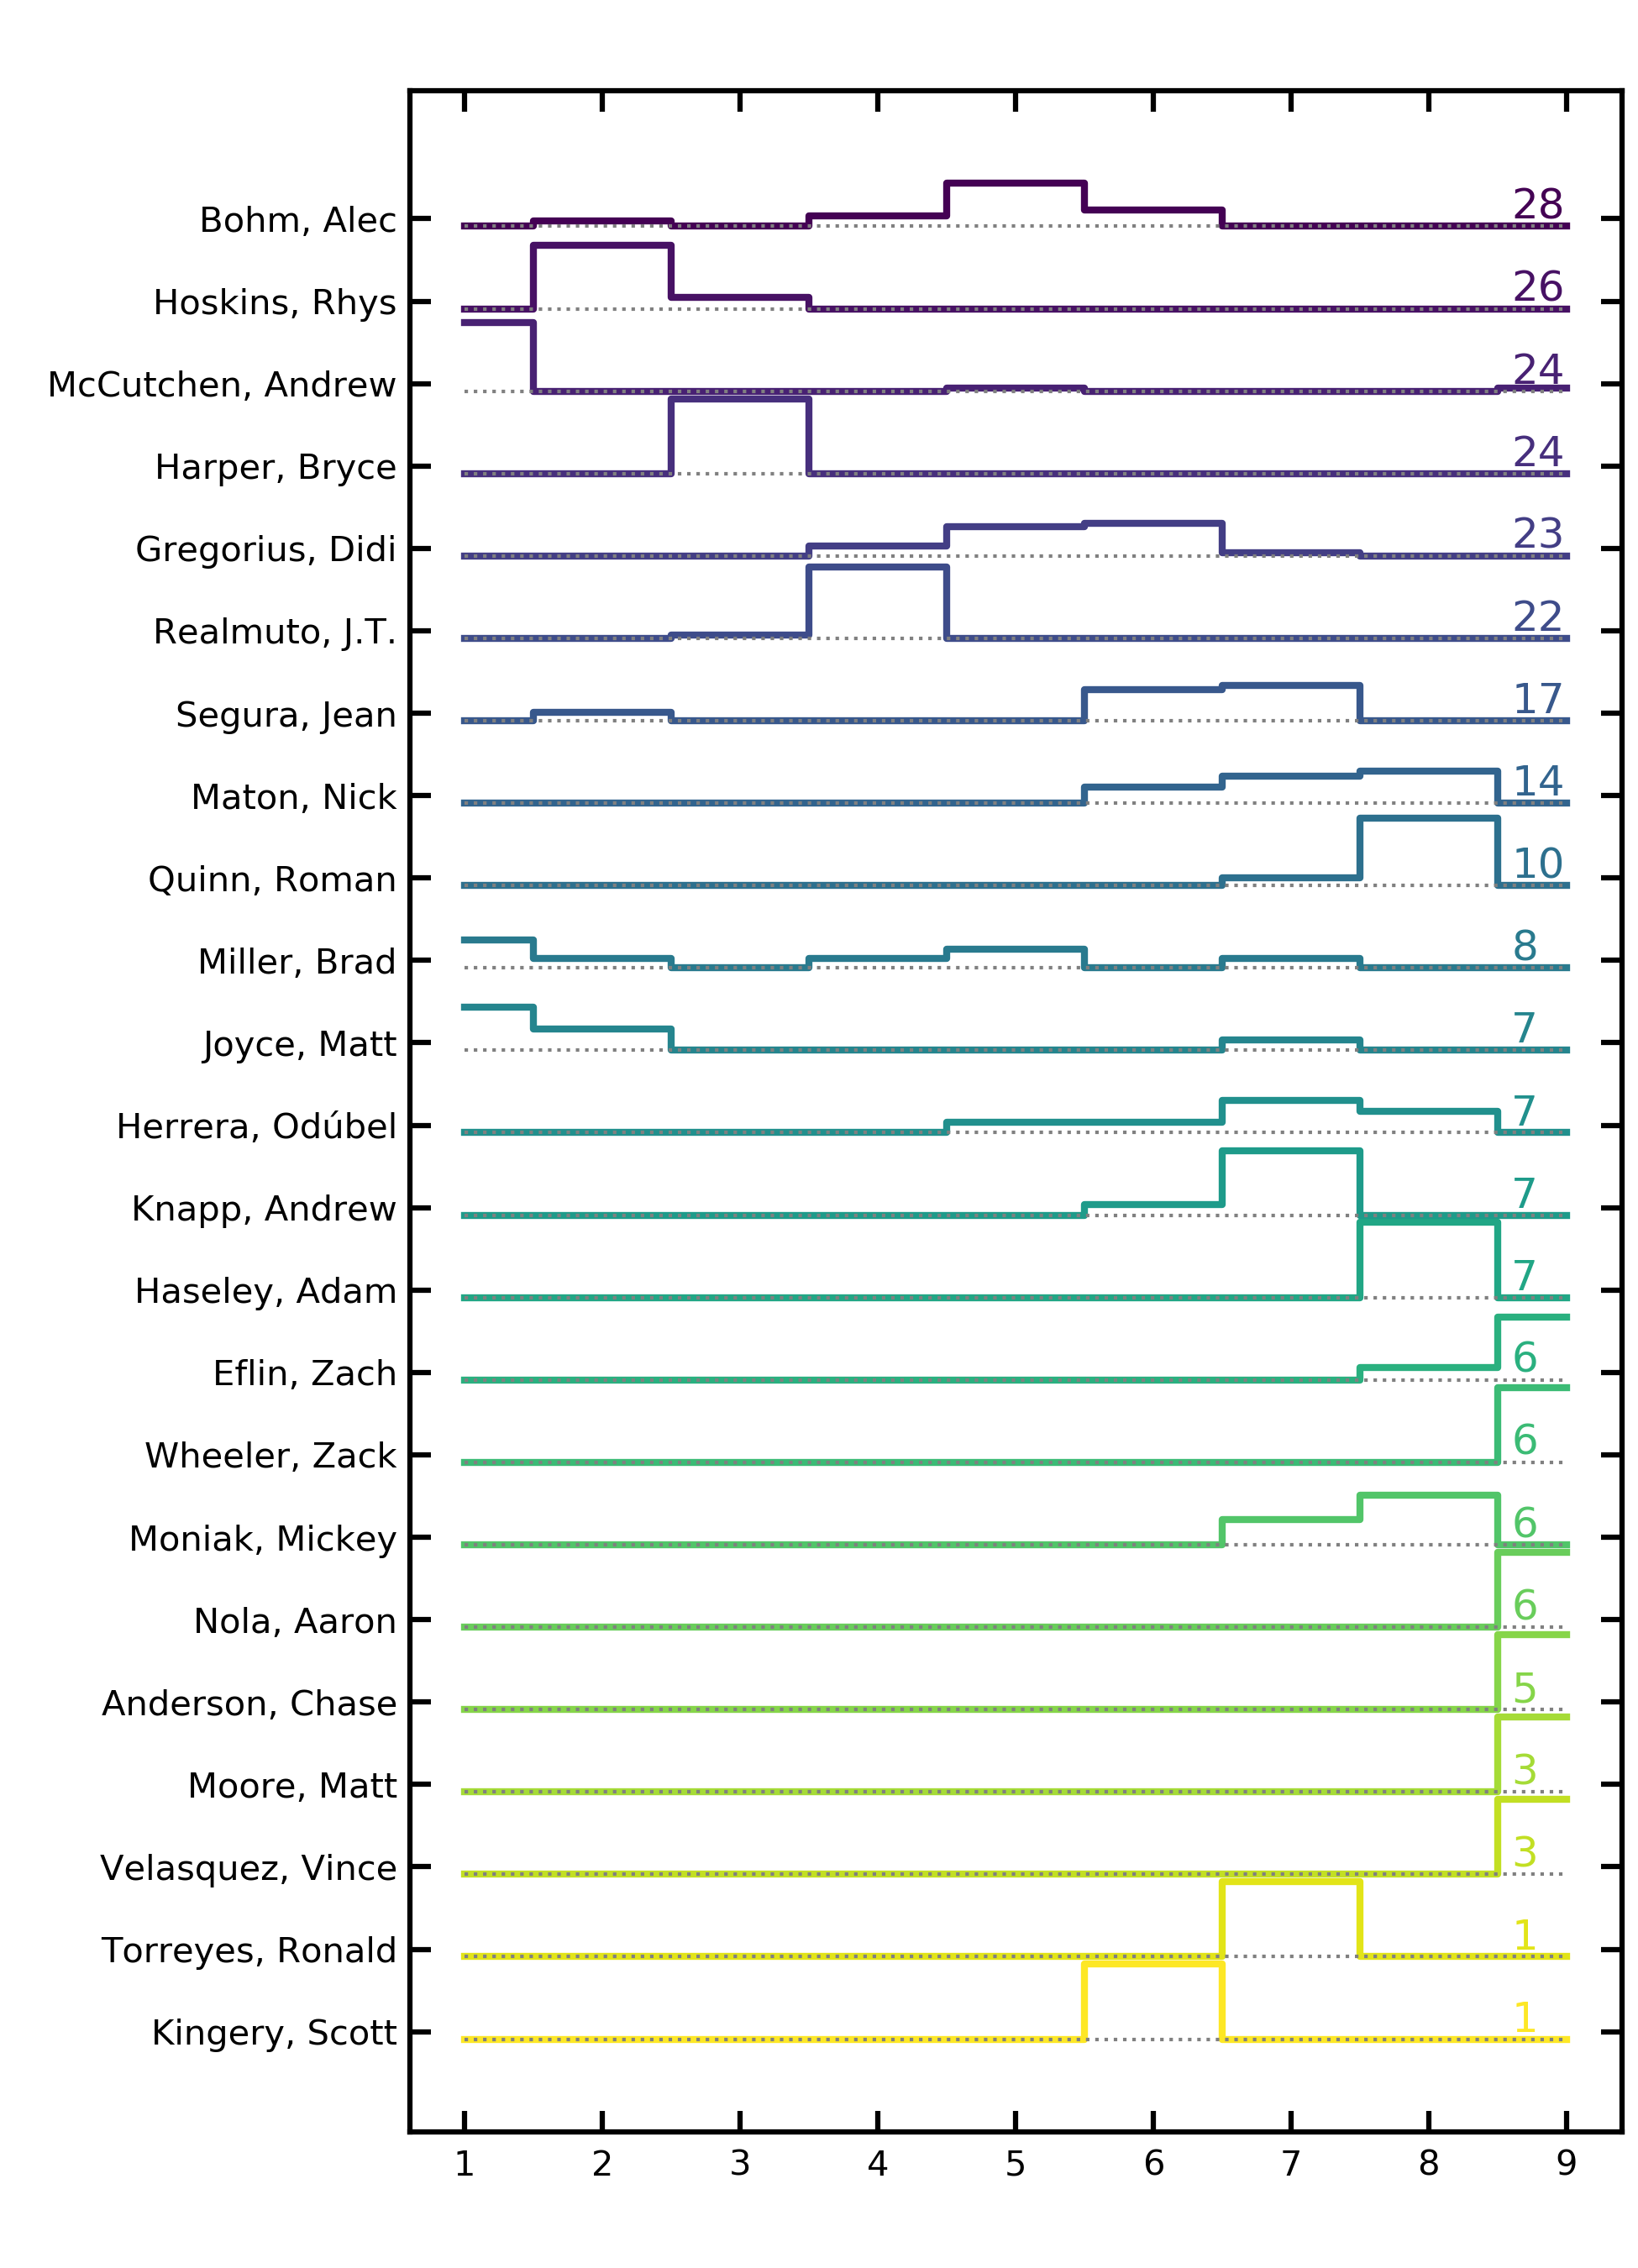 Bohm, Alec 28
Hoskins, Rhys 26
McCutchen, Andrew 24
Harper, Bryce 24
Gregorius, Didi 23
Realmuto, J.T. 22
Segura, Jean 17
Maton, Nick 14
Quinn, Roman 10
Miller, Brad 8
Joyce, Matt 7
Herrera, Odúbel 7
Knapp, Andrew 7
Haseley, Adam 7
Eflin, Zach 6
Wheeler, Zack 6
Moniak, Mickey 6
Nola, Aaron 6
Anderson, Chase 5
Moore, Matt 3
Velasquez, Vince 3
Torreyes, Ronald 1
Kingery, Scott 1
1 2 3 4 5 6 7 8 9